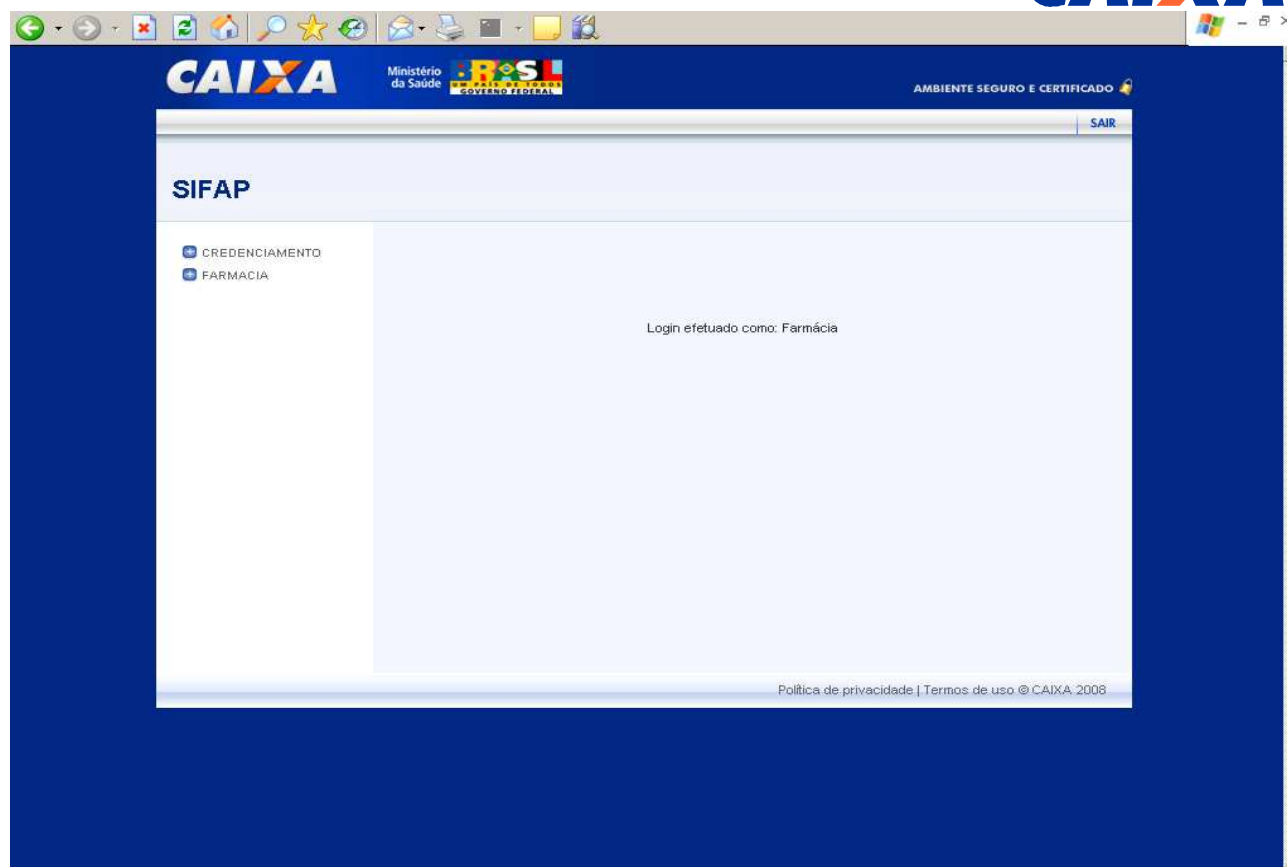 CAIXA
CAIXA
Ministério
da Saúde
BRASIL
UM PAÍS DE TODOS
GOVERNO FEDERAL
AMBIENTE SEGURO E CERTIFICADO
SAIR
SIFAP
CREDENCIAMENTO
FARMACIA
Login efetuado como: Farmácia
Política de privacidade | Termos de uso © CAIXA 2008